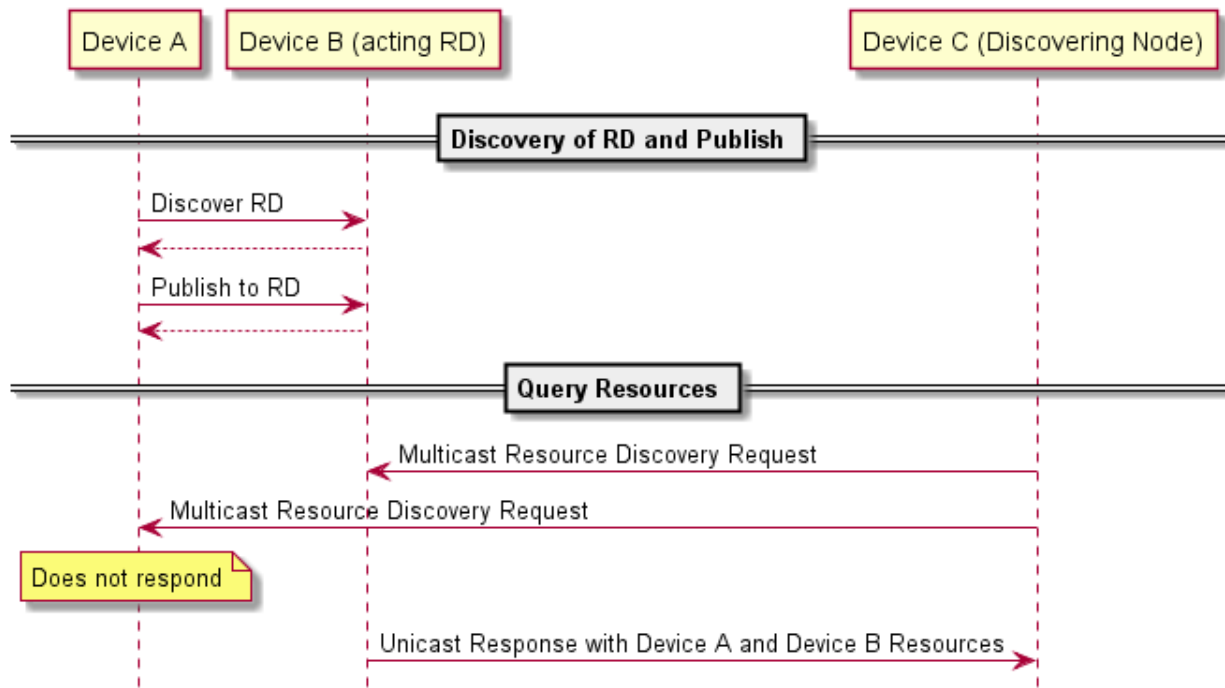 Device A
Device B (acting RD)
Device C (Discovering Node)
Discovery of RD and Publish
Discover RD
Publish to RD
Query Resources
Multicast Resource Discovery Request
Multicast Resource Discovery Request
Does not respond
Unicast Response with Device A and Device B Resources